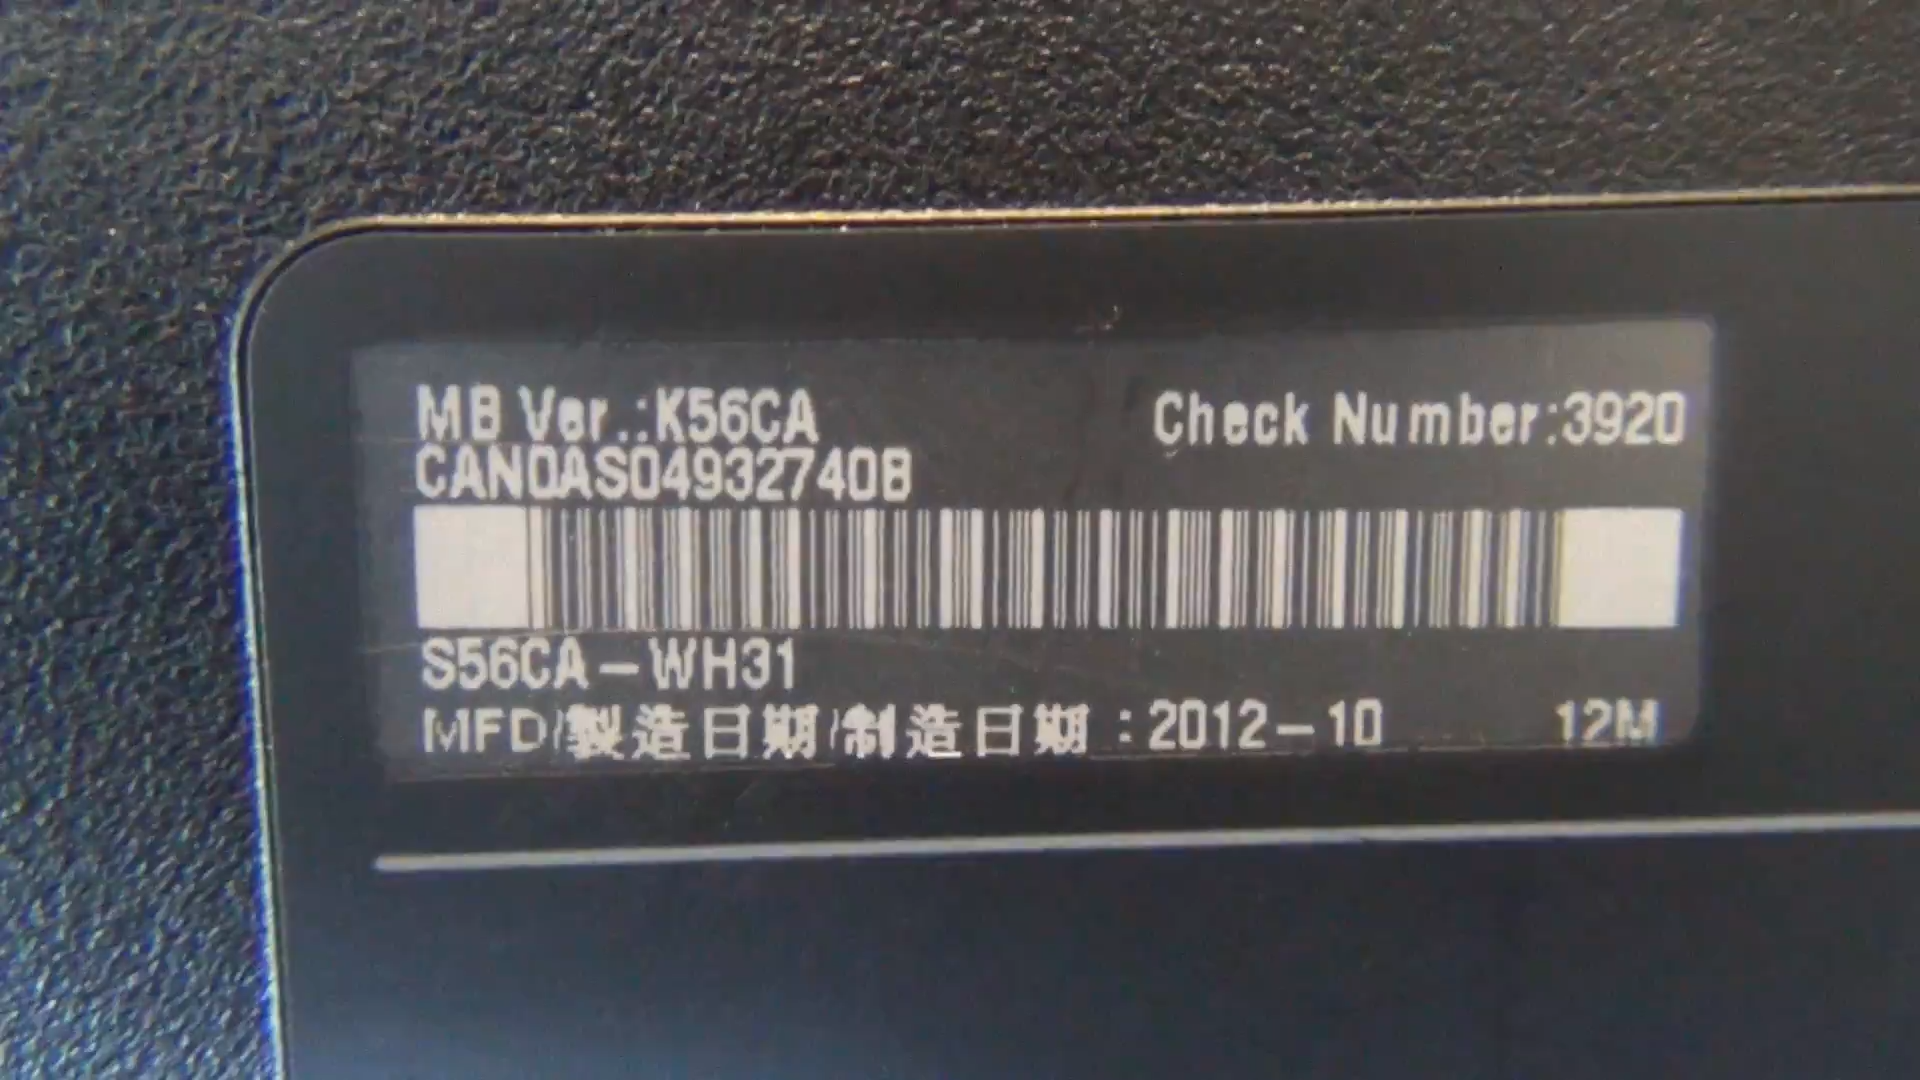 MB Ver.:K56CA Check Number:3920
CAN0AS04932740B
S56CA-WH31
MFD/製造日期/制造日期:2012-10 12M